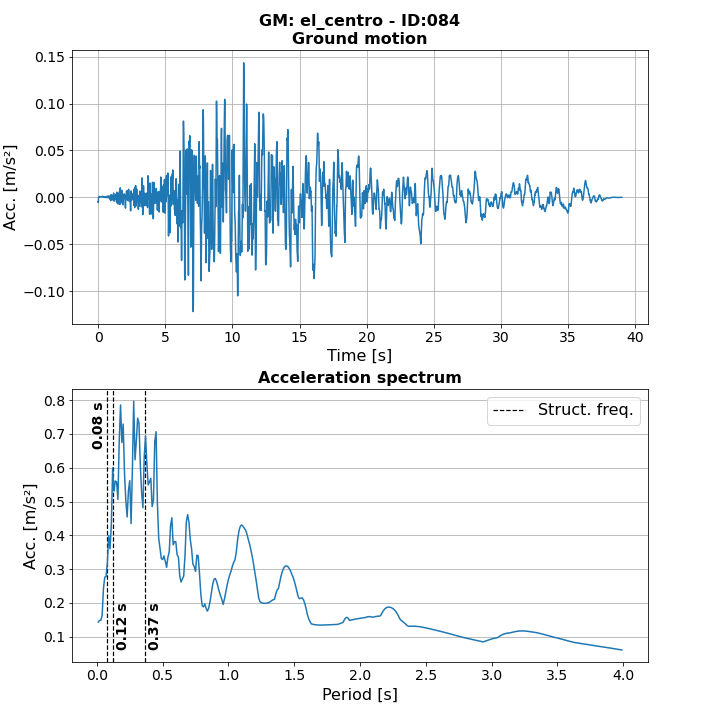 GM: el_centro - ID:084
Ground motion
0.15
0.10
0.05
0.00
−0.05
−0.10
Acc. [m/s²]
0
5
10
15
20
25
30
35
40
Time [s]
Acceleration spectrum
0.8
0.7
0.6
0.5
0.4
0.3
0.2
0.1
Acc. [m/s²]
0.08 s
0.12 s
0.37 s
Struct. freq.
0.0
0.5
1.0
1.5
2.0
2.5
3.0
3.5
4.0
Period [s]